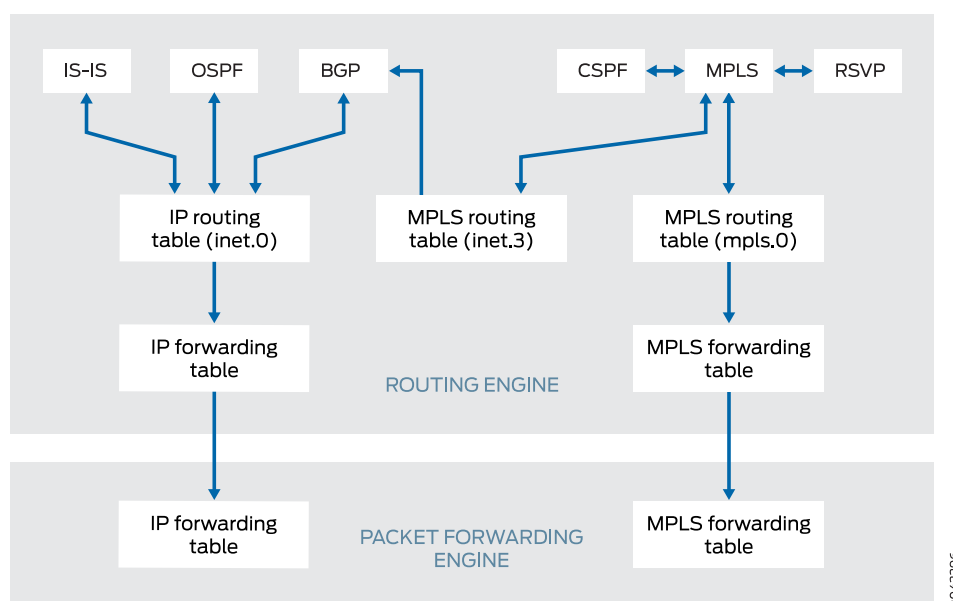 IS-IS
OSPF
BGP
CSPF
MPLS
RSVP
IP routing
table (inet.0)
MPLS routing
table (inet.3)
MPLS routing
table (mpls.0)
IP forwarding
table
MPLS forwarding
table
ROUTING ENGINE
IP forwarding
table
PACKET FORWARDING
ENGINE
MPLS forwarding
table